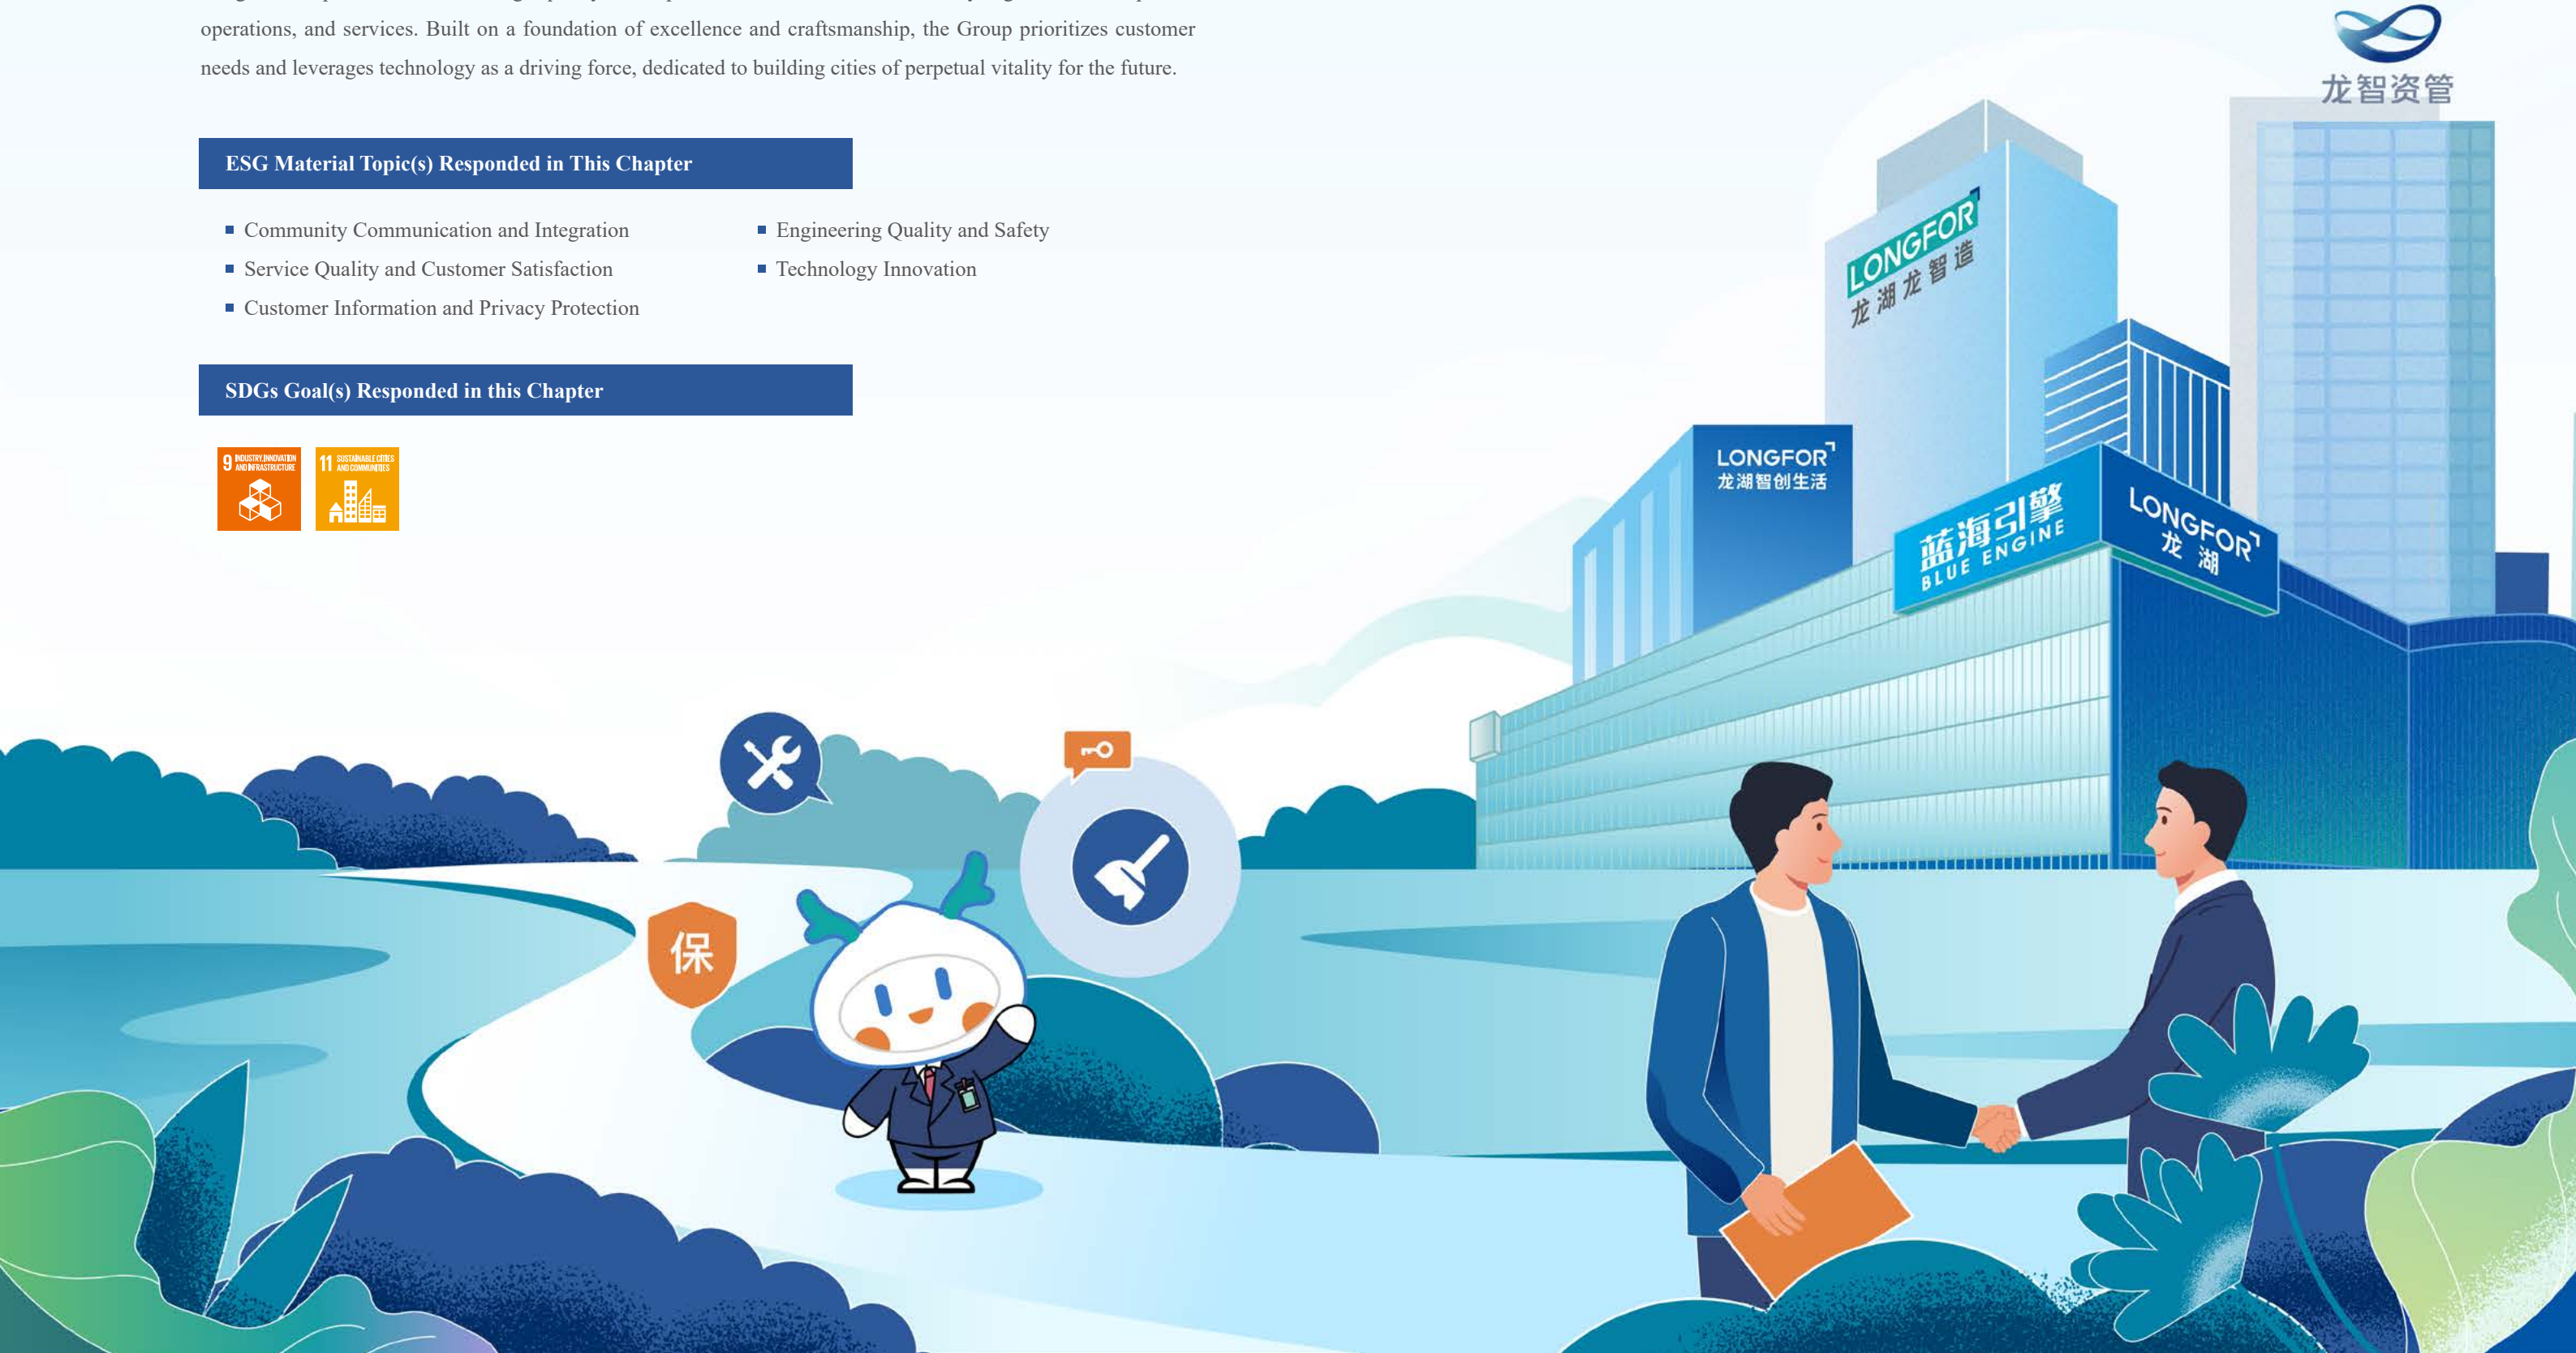 operations, and services. Built on a foundation of excellence and craftsmanship, the Group prioritizes customer
needs and leverages technology as a driving force, dedicated to building cities of perpetual vitality for the future.
龙智资管
ESG Material Topic(s) Responded in This Chapter
Community Communication and Integration
Service Quality and Customer Satisfaction
Customer Information and Privacy Protection
Engineering Quality and Safety
Technology Innovation
SDGs Goal(s) Responded in this Chapter
9 INDUSTRY, INNOVATION
AND INFRASTRUCTURE
11 SUSTAINABLE CITIES
AND COMMUNITIES
LONGFOR
龙湖龙智造
LONGFOR
龙湖智创生活
蓝海引擎
BLUE ENGINE
LONGFOR
龙湖
保